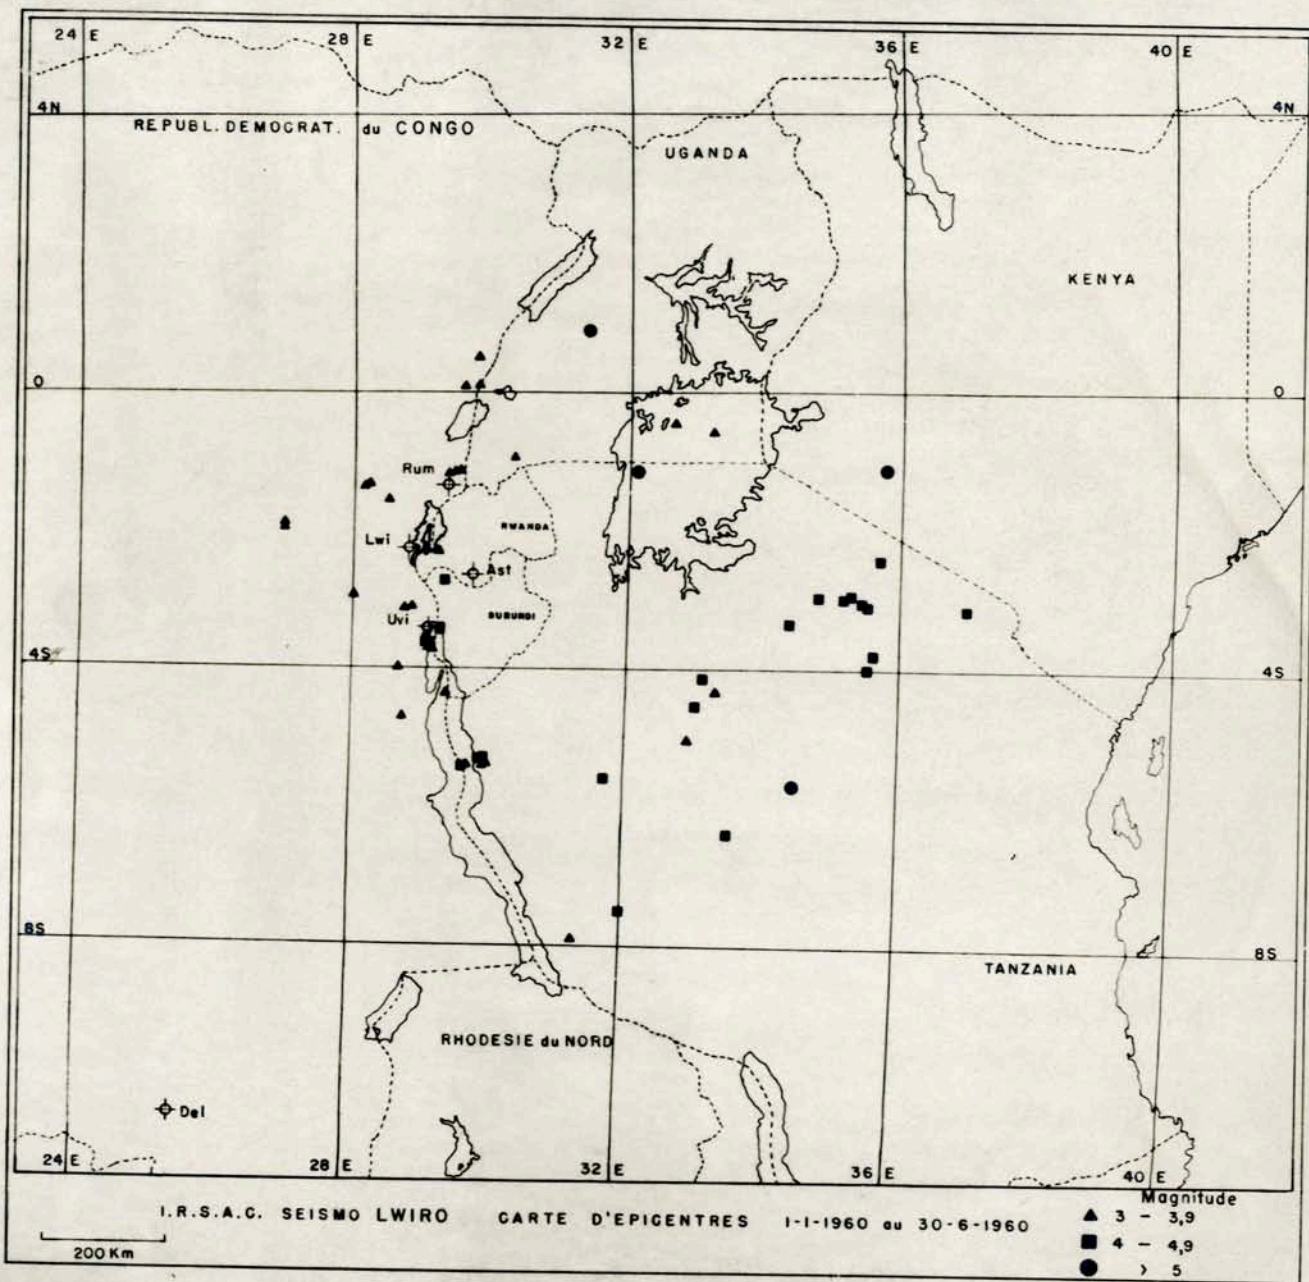 24 E 28 E 32 E 36 E 40 E
4N 4N
REPUBL. DEMOCRAT. du CONGO
UGANDA
KENYA
0 0
Rum
RWANDA
Lwi
Ast
BURUNDI
Uvi
4S 4S
8S 8S
TANZANIA
RHODESIE du NORD
Del
24 E 28 E 32 E 36 E 40 E
Magnitude
I.R.S.A.C. SEISMO LWIRO CARTE D'EPICENTRES 1-1-1960 au 30-6-1960
▲ 3 - 3,9
■ 4 - 4,9
● > 5
200 Km